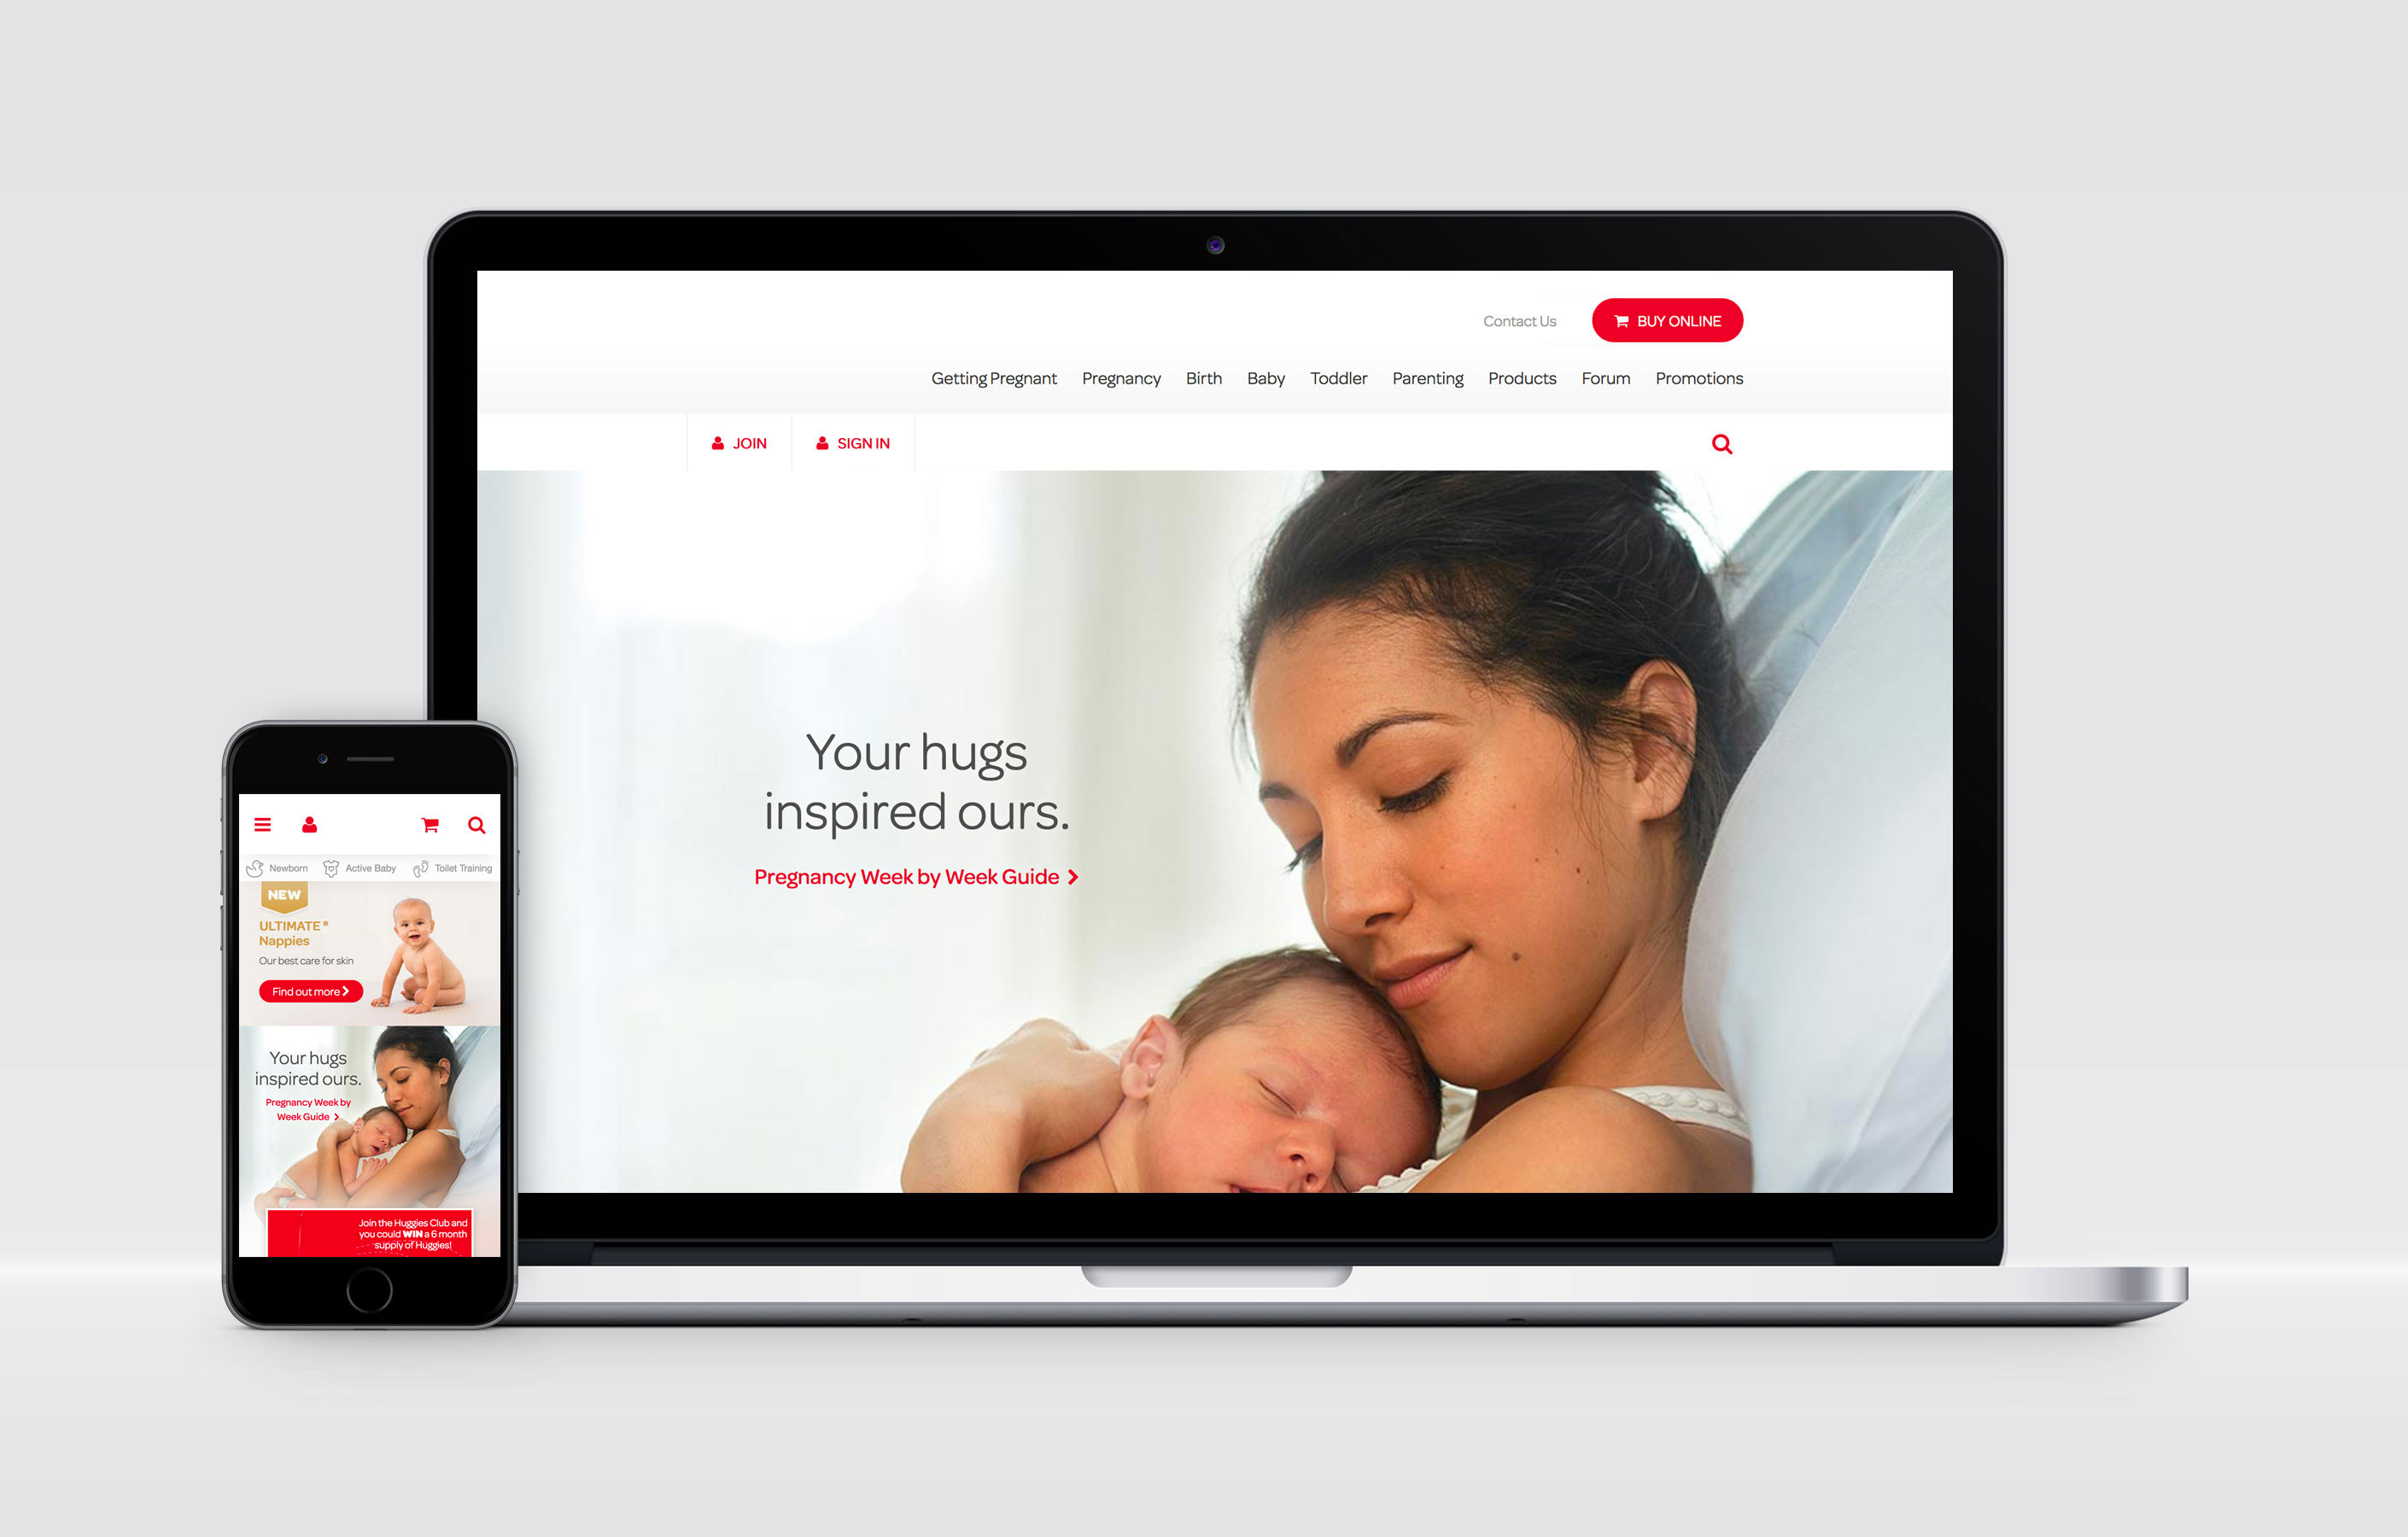 Contact Us
BUY ONLINE
Getting Pregnant Pregnancy Birth Baby Toddler Parenting Products Forum Promotions
JOIN
SIGN IN
Your hugs
inspired ours.
Pregnancy Week by Week Guide
Newborn
Active Baby
Toilet Training
NEW
ULTIMATE®
Nappies
Our best care for skin
Find out more
Your hugs
inspired ours.
Pregnancy Week by
Week Guide
Join the Huggies Club and
you could WIN a 6 month
supply of Huggies!